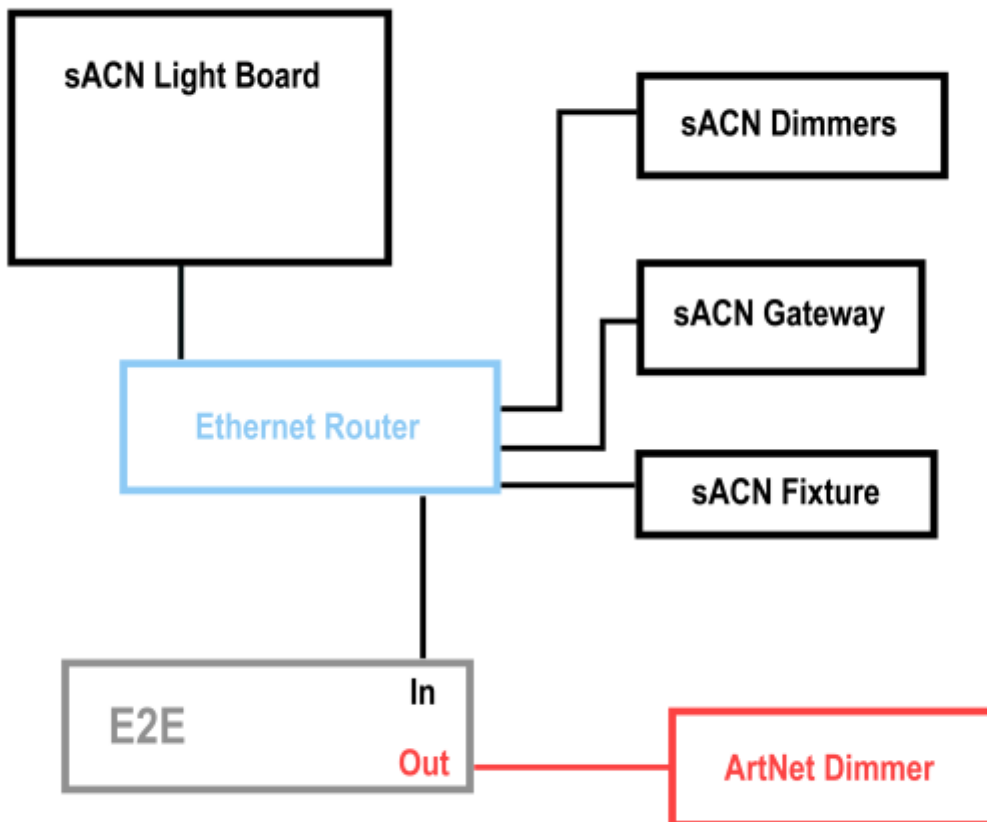 sACN Light Board
sACN Dimmers
sACN Gateway
Ethernet Router
sACN Fixture
In
E2E
Out
ArtNet Dimmer